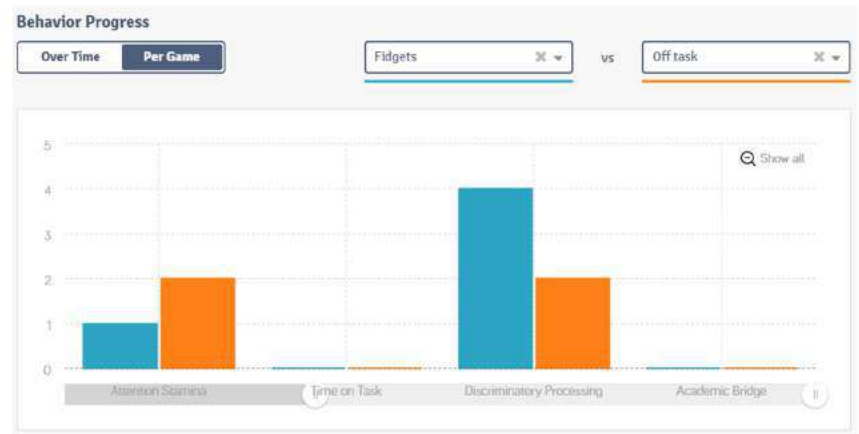 Behavior Progress
Over Time Per Game Fidgets vs Off task
5
Show all
4
3
2
1
0
Attention Stamina Time on Task Discriminatory Processing Academic Bridge